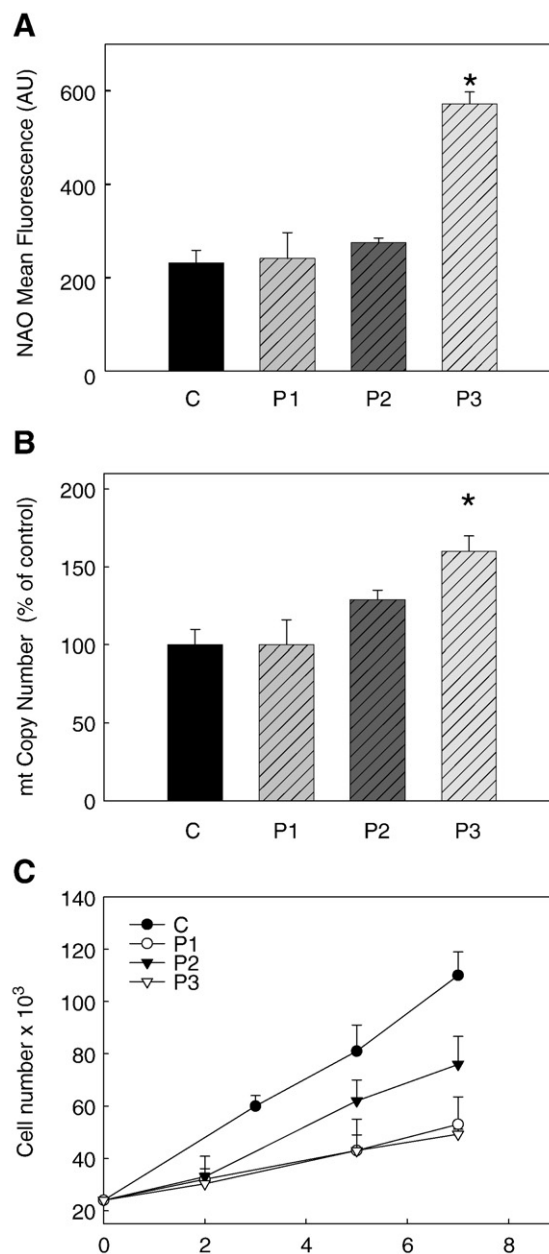 A
NAO Mean Fluorescence (AU)
600
400
200
0
*
C P1 P2 P3
B
mt Copy Number (% of control)
200
150
100
50
0
*
C P1 P2 P3
C
Cell number x 10³
140
120
100
80
60
40
20
C
P1
P2
P3
0 2 4 6 8